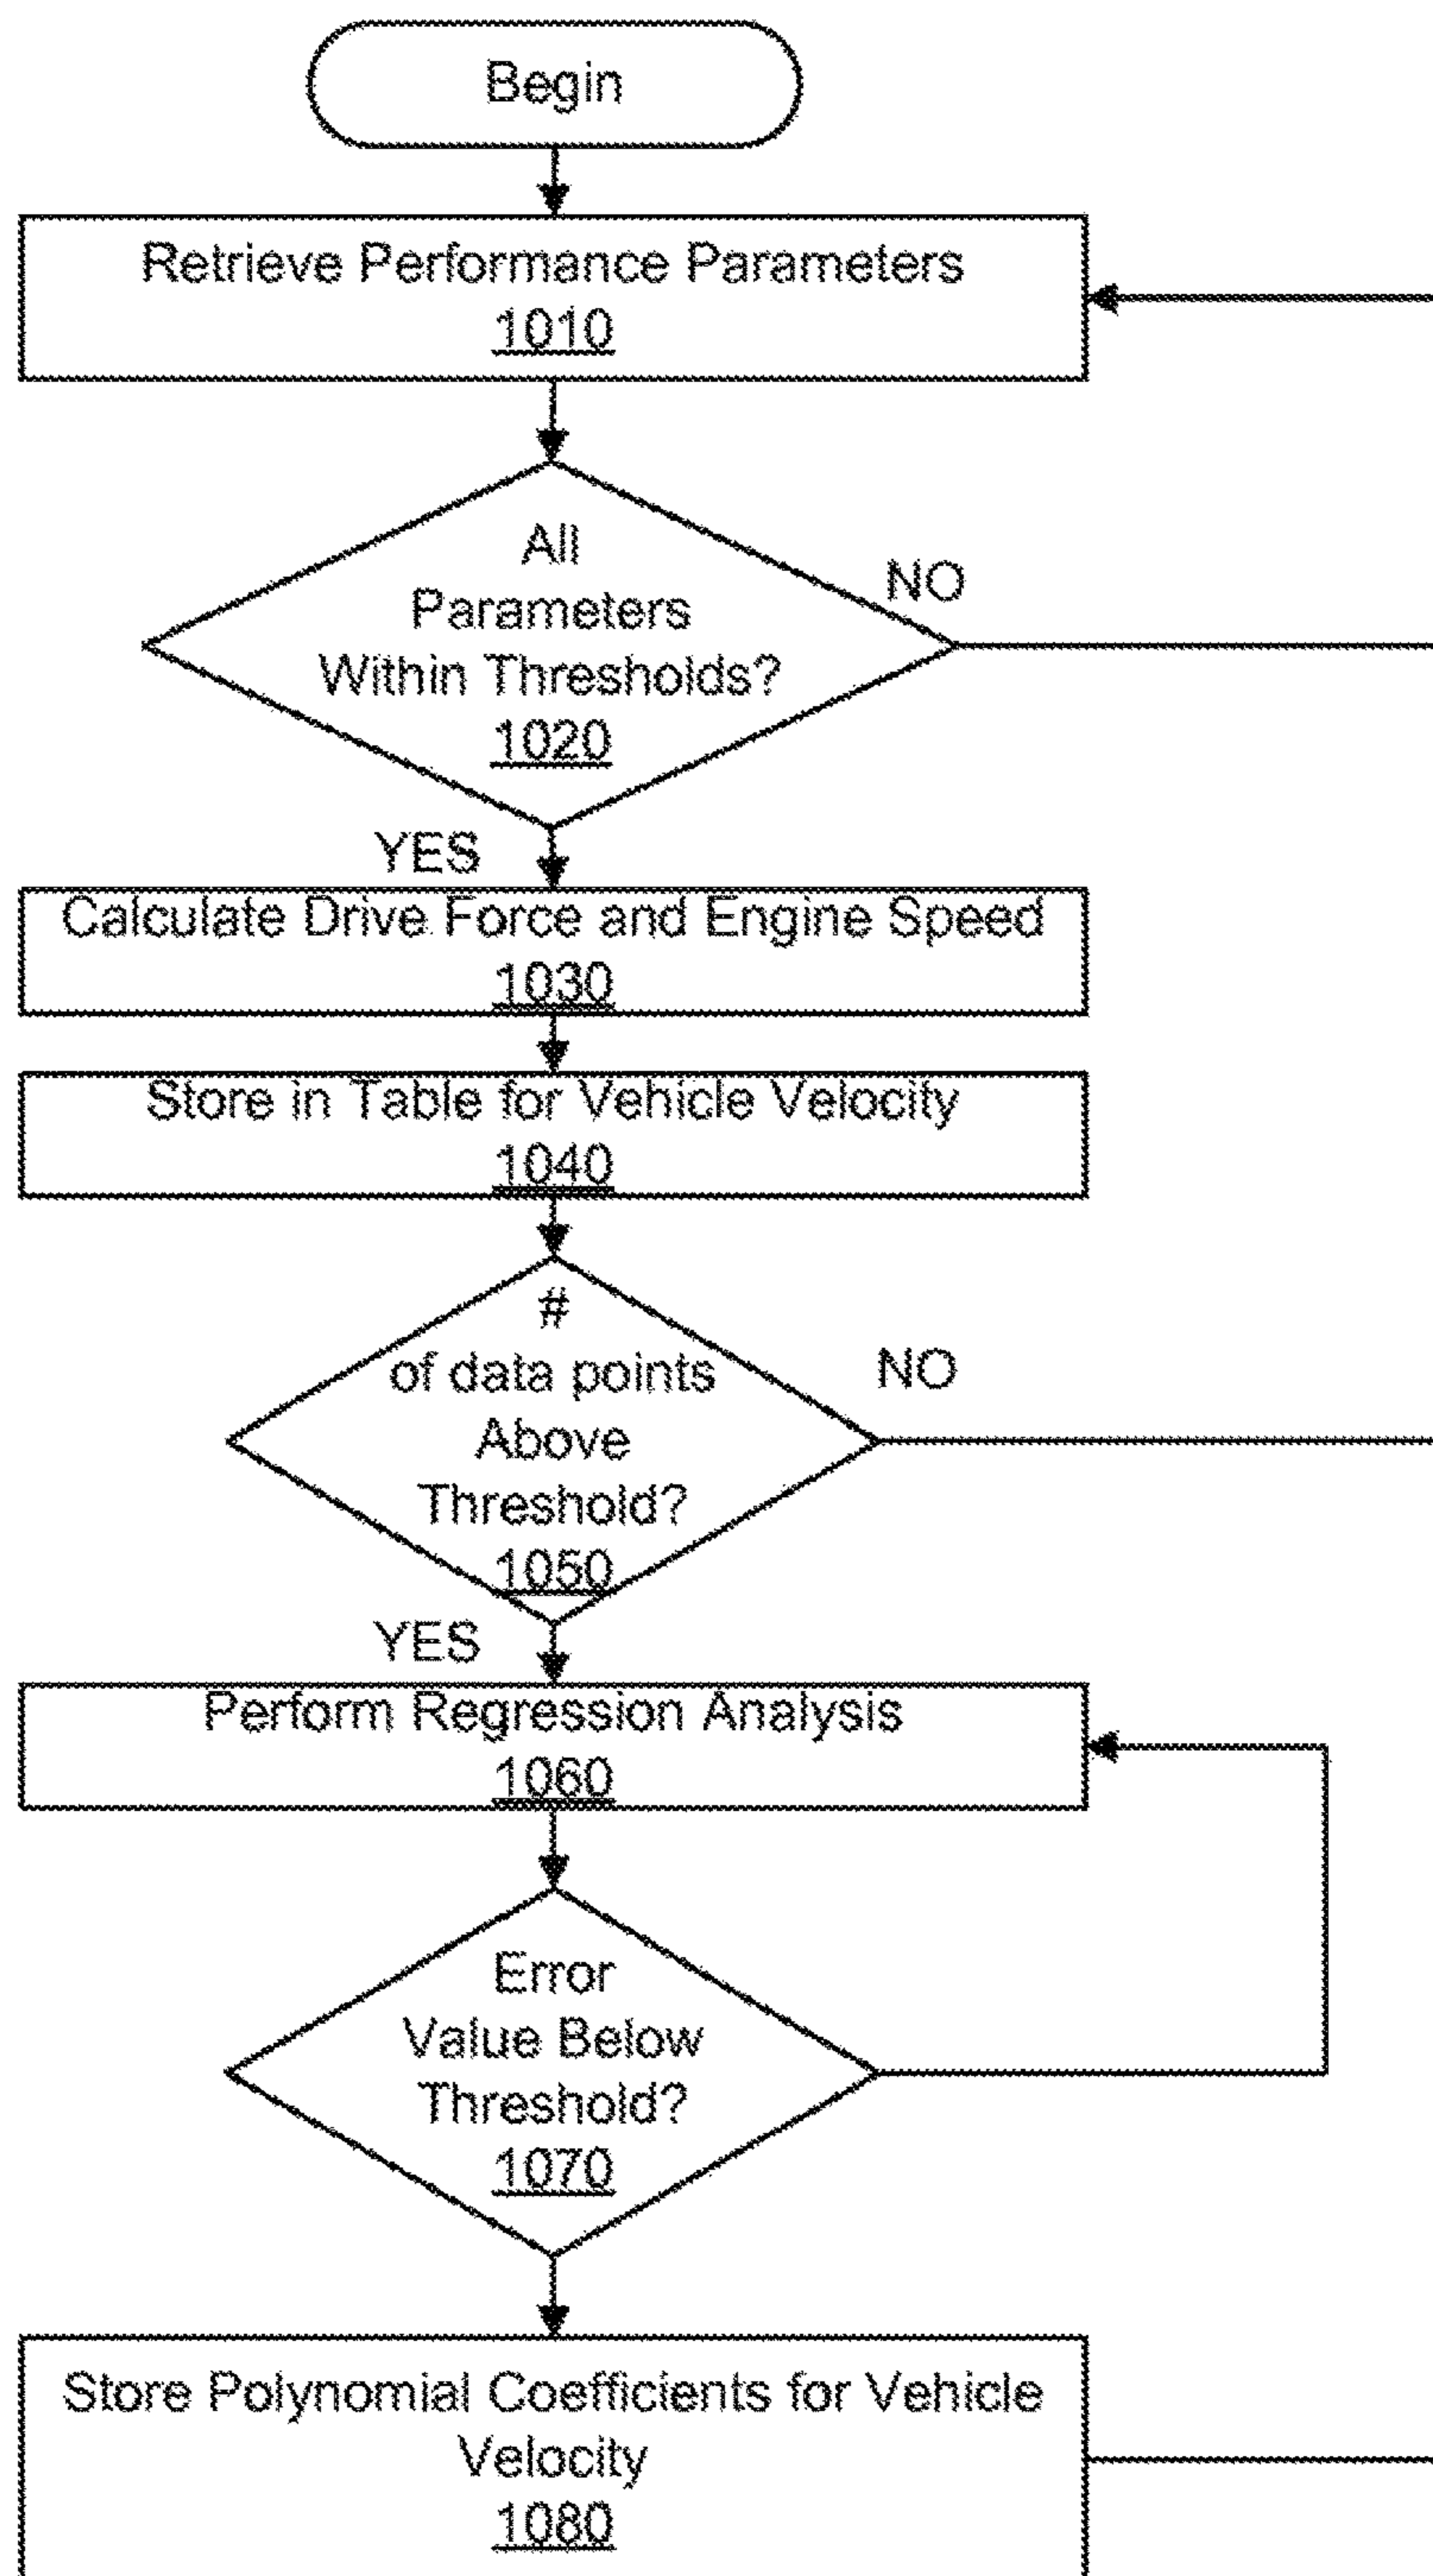 Begin
Retrieve Performance Parameters
1010
All
Parameters
NO
Within Thresholds?
1020
YES
Calculate Drive Force and Engine Speed
1030
Store in Table for Vehicle Velocity
1040
#
of data points
NO
Above
Threshold?
1050
YES
Perform Regression Analysis
1060
Error
Value Below
Threshold?
1070
Store Polynomial Coefficients for Vehicle
Velocity
1080